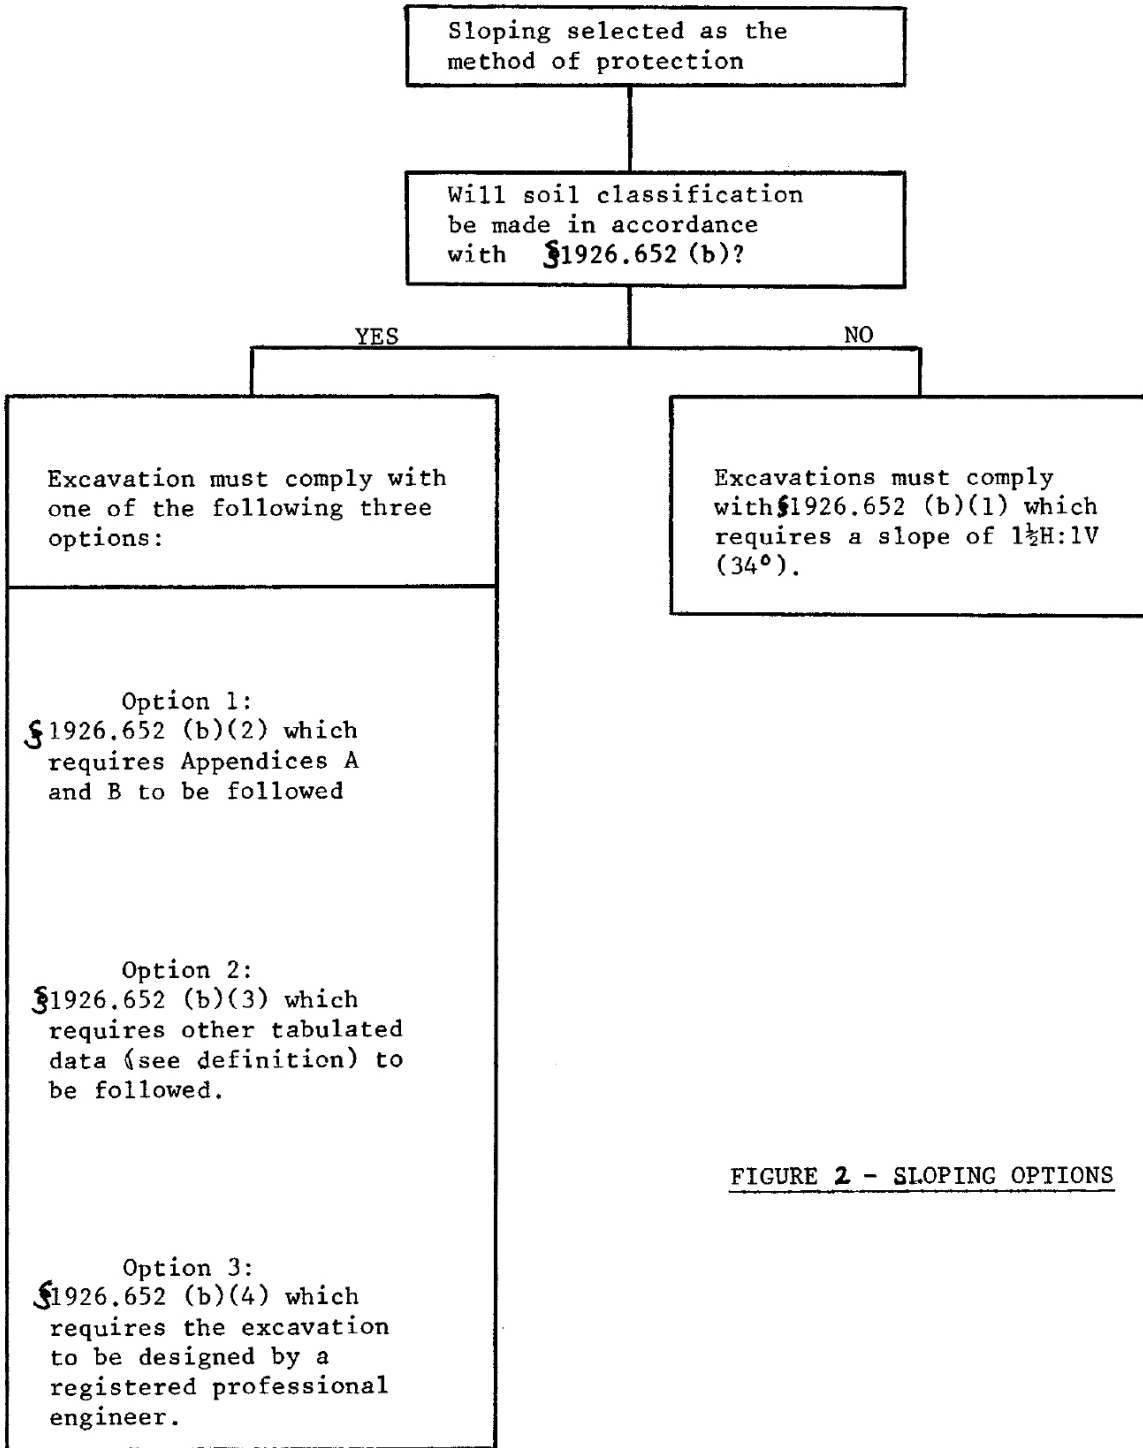 Sloping selected as the
method of protection
Will soil classification
be made in accordance
with §1926.652 (b)?
YES
NO
Excavation must comply with
one of the following three
options:
Excavations must comply
with §1926.652 (b)(1) which
requires a slope of 1½H:1V
(34°).
Option 1:
§1926.652 (b)(2) which
requires Appendices A
and B to be followed
Option 2:
§1926.652 (b)(3) which
requires other tabulated
data (see definition) to
be followed.
Option 3:
§1926.652 (b)(4) which
requires the excavation
to be designed by a
registered professional
engineer.
FIGURE 2 - SLOPING OPTIONS